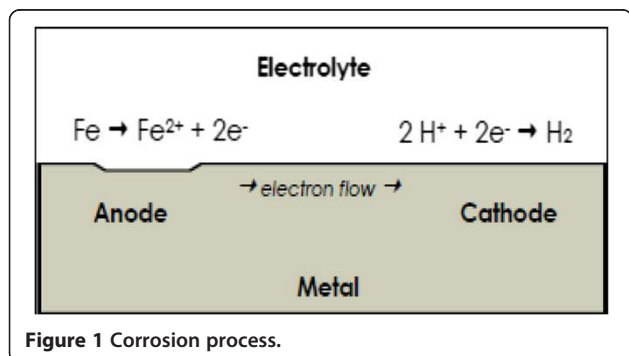 Electrolyte
Fe → Fe²⁺ + 2e⁻
2 H⁺ + 2e⁻ → H₂
→ electron flow →
Anode
Cathode
Metal
Figure 1 Corrosion process.